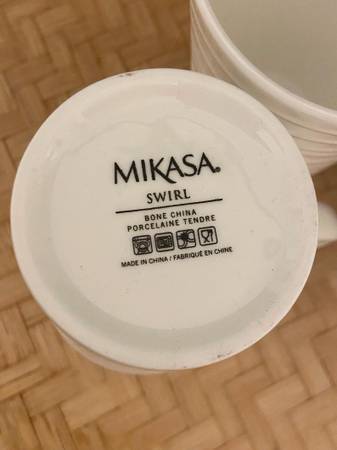 MIKASA®
SWIRL
BONE CHINA
PORCELAINE TENDRE
MADE IN CHINA / FABRIQUÉ EN CHINE